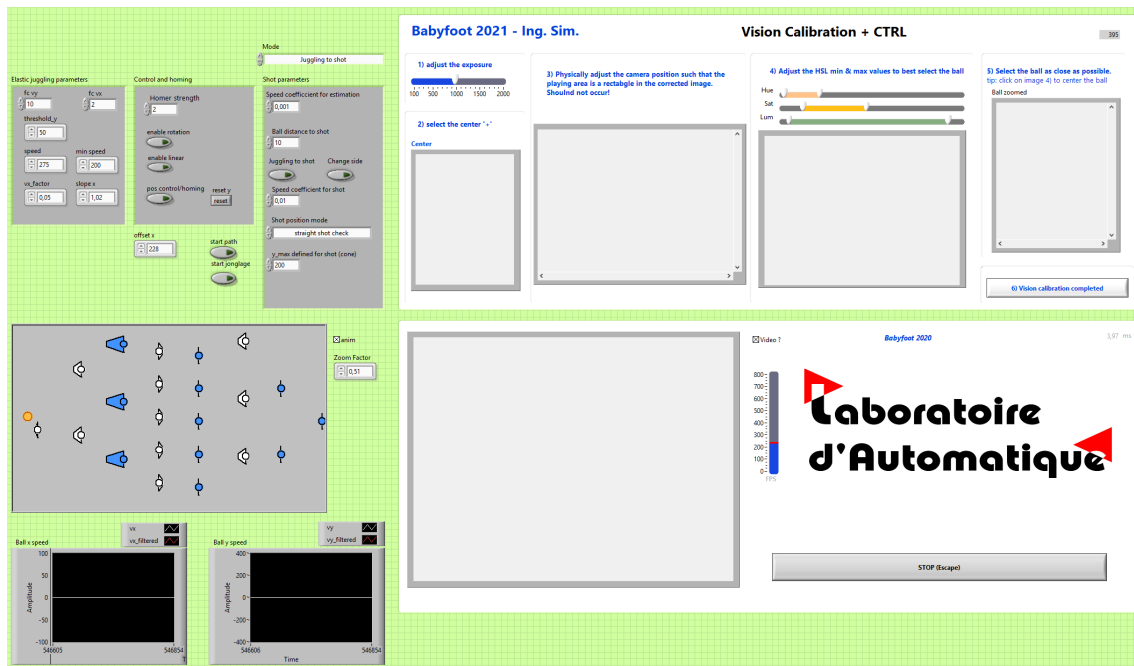 Babyfoot 2021 - Ing. Sim.
Vision Calibration + CTRL
395
Mode
Juggling to shot
Elastic juggling parameters
fc vy
fc vx
10
2
threshold_y
50
speed
min speed
275
200
vx_factor
slope x
0,05
1,02
Control and homing
Homer strength
2
enable rotation
enable linear
pos control/homing
reset y
reset
Shot parameters
Speed coefficcient for estimation
0,001
Ball distance to shot
10
Juggling to shot
Change side
Speed coefficient for shot
0,01
Shot position mode
straight shot check
y_max defined for shot (cone)
200
offset x
228
start path
start jonglage
1) adjust the exposure
100 500 1000 1500 2000
2) select the center '+'
Center
3) Physically adjust the camera position such that the
playing area is a rectabgle in the corrected image.
Shoulnd not occur!
4) Adjust the HSL min & max values to best select the ball
Hue
Sat
Lum
5) Select the ball as close as possible.
tip: click on image 4) to center the ball
Ball zoomed
6) Vision calibration completed
anim
Zoom Factor
0,51
vx
vx_filtered
Ball x speed
Amplitude
100
50
0
-50
-100
546605
546854
T
vy
vy_filtered
Ball y speed
Amplitude
400
200
0
-200
-400
546606
546854
Time
Video ?
Babyfoot 2020
3,97 ms
800
700
600
500
400
300
200
100
0
FPS
Laboratoire
d'Automatique
STOP (Escape)